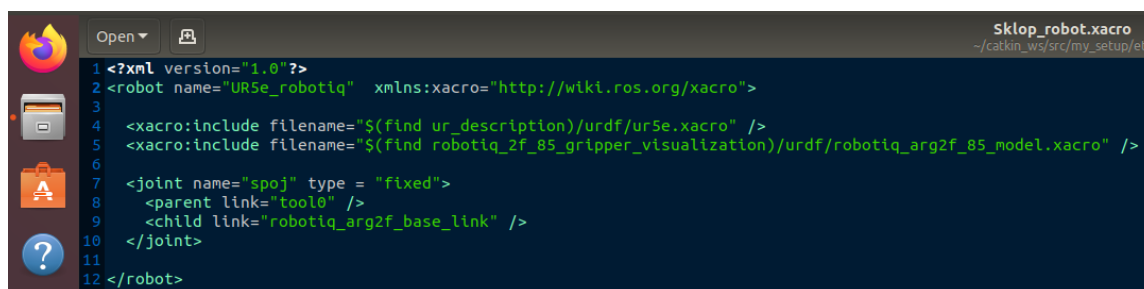 Open
Sklop_robot.xacro
~/catkin_ws/src/my_setup/et
1 <?xml version="1.0"?>
2 <robot name="UR5e_robotiq"  xmlns:xacro="http://wiki.ros.org/xacro">
3
4   <xacro:include filename="$(find ur_description)/urdf/ur5e.xacro" />
5   <xacro:include filename="$(find robotiq_2f_85_gripper_visualization)/urdf/robotiq_arg2f_85_model.xacro" />
6
7   <joint name="spoj" type = "fixed">
8     <parent link="tool0" />
9     <child link="robotiq_arg2f_base_link" />
10   </joint>
11
12 </robot>